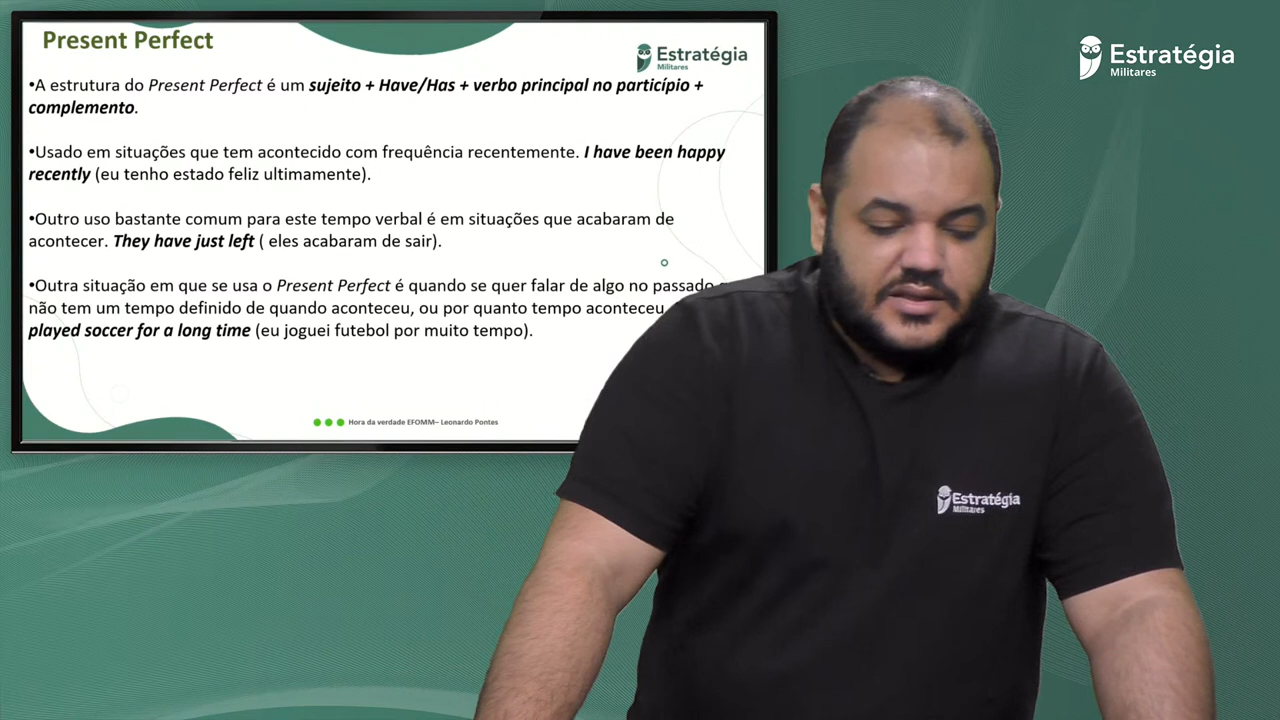 Present Perfect
Estratégia
Militares
•A estrutura do Present Perfect é um sujeito + Have/Has + verbo principal no particípio +
complemento.
•Usado em situações que tem acontecido com frequência recentemente. I have been happy
recently (eu tenho estado feliz ultimamente).
•Outro uso bastante comum para este tempo verbal é em situações que acabaram de
acontecer. They have just left ( eles acabaram de sair).
•Outra situação em que se usa o Present Perfect é quando se quer falar de algo no passado
não tem um tempo definido de quando aconteceu, ou por quanto tempo aconteceu
played soccer for a long time (eu joguei futebol por muito tempo).
Hora da verdade EFOMM– Leonardo Pontes
Estratégia
Militares
Estratégia
Militares